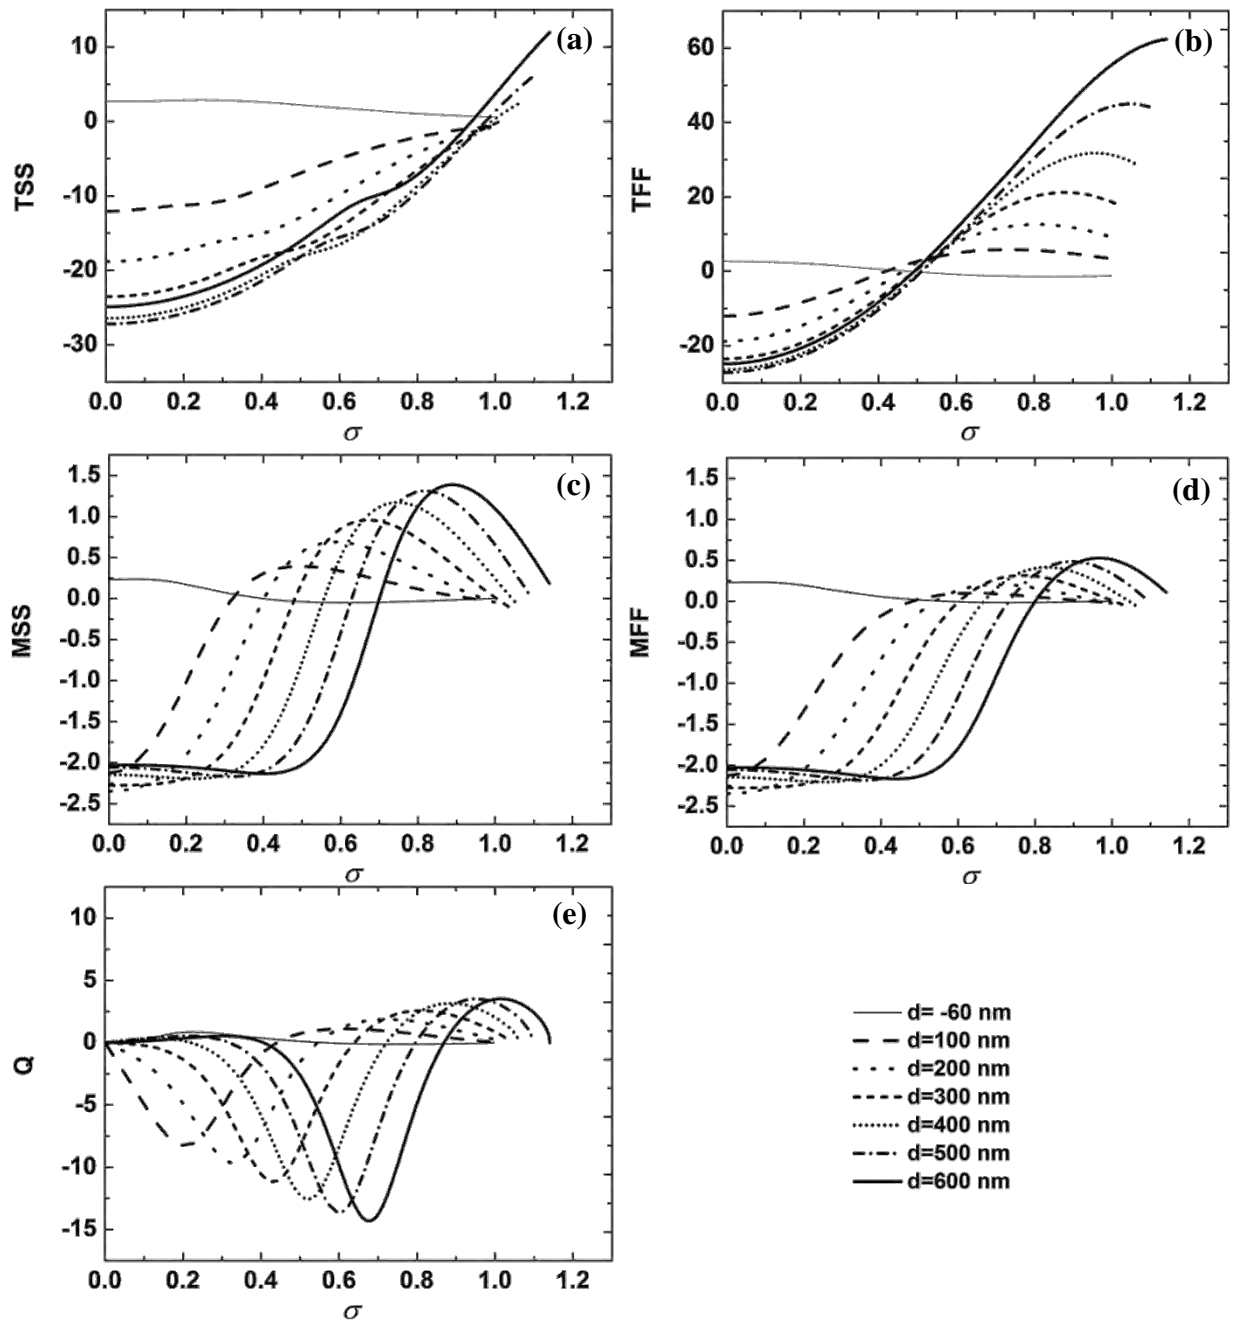 (a)
TSS
10
0
-10
-20
-30
0.0 0.2 0.4 0.6 0.8 1.0 1.2
σ
(b)
TFF
60
40
20
0
-20
0.0 0.2 0.4 0.6 0.8 1.0 1.2
σ
(c)
MSS
1.5
1.0
0.5
0.0
-0.5
-1.0
-1.5
-2.0
-2.5
0.0 0.2 0.4 0.6 0.8 1.0 1.2
σ
(d)
MFF
1.5
1.0
0.5
0.0
-0.5
-1.0
-1.5
-2.0
-2.5
0.0 0.2 0.4 0.6 0.8 1.0 1.2
σ
(e)
Q
10
5
0
-5
-10
-15
0.0 0.2 0.4 0.6 0.8 1.0 1.2
σ
d= -60 nm
d=100 nm
d=200 nm
d=300 nm
d=400 nm
d=500 nm
d=600 nm